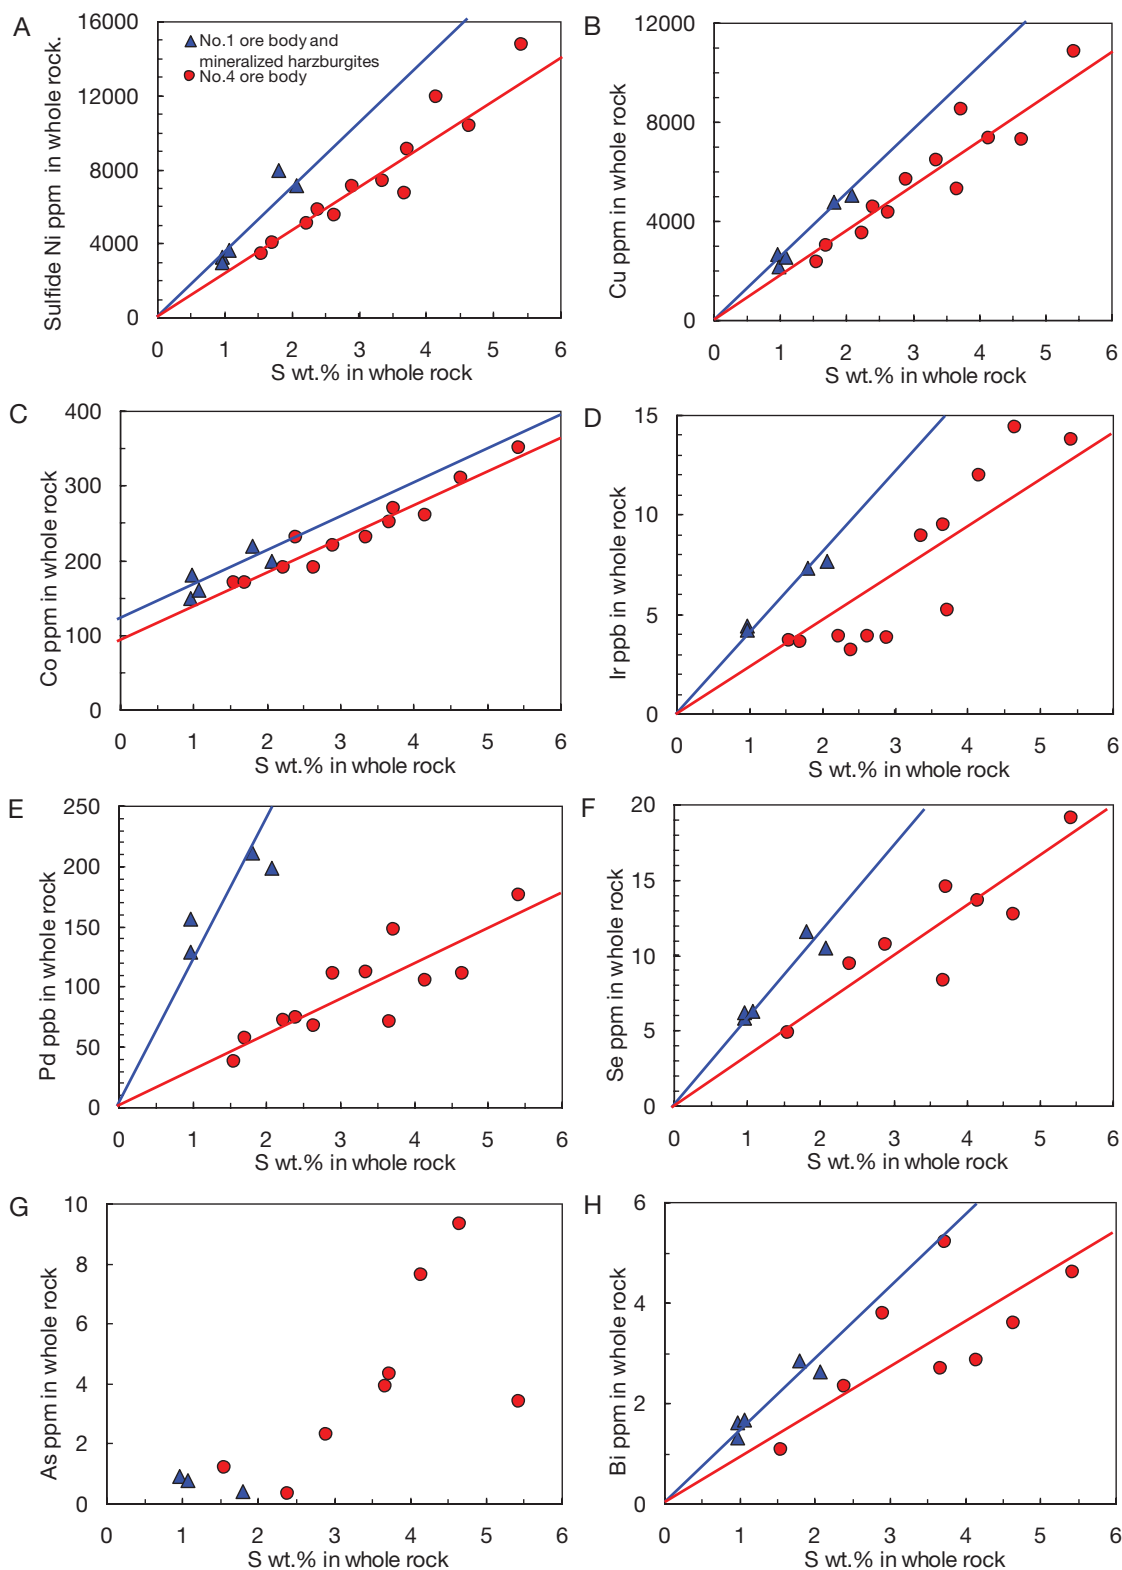 A
16000
12000
8000
4000
0
Sulfide Ni ppm in whole rock.
No.1 ore body and
mineralized harzburgites
No.4 ore body
0 1 2 3 4 5 6
S wt.% in whole rock
B
12000
8000
4000
0
Cu ppm in whole rock
0 1 2 3 4 5 6
S wt.% in whole rock
C
400
300
200
100
0
Co ppm in whole rock
0 1 2 3 4 5 6
S wt.% in whole rock
D
15
10
5
0
Ir ppb in whole rock
0 1 2 3 4 5 6
S wt.% in whole rock
E
250
200
150
100
50
0
Pd ppb in whole rock
0 1 2 3 4 5 6
S wt.% in whole rock
F
20
15
10
5
0
Se ppm in whole rock
0 1 2 3 4 5 6
S wt.% in whole rock
G
10
8
6
4
2
0
As ppm in whole rock
0 1 2 3 4 5 6
S wt.% in whole rock
H
6
4
2
0
Bi ppm in whole rock
0 1 2 3 4 5 6
S wt.% in whole rock